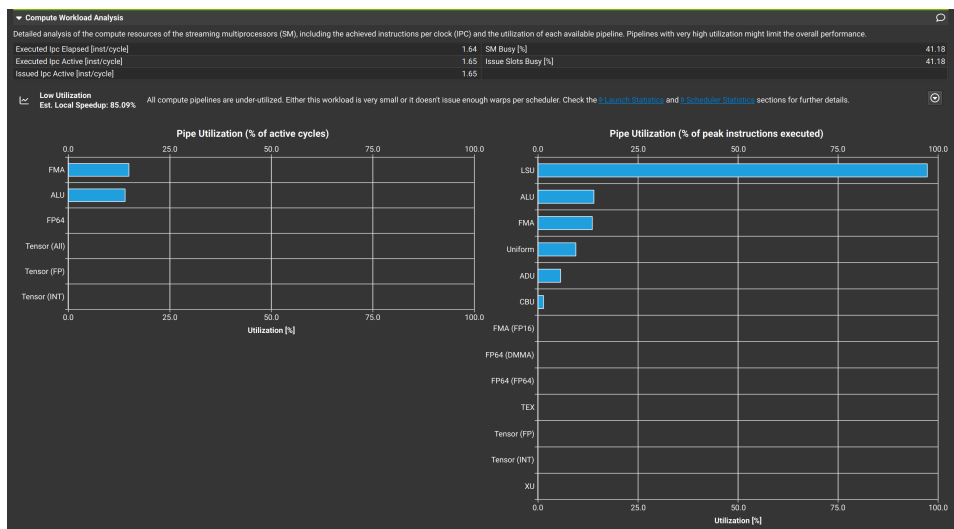 Compute Workload Analysis
Detailed analysis of the compute resources of the streaming multiprocessors (SM), including the achieved instructions per clock (IPC) and the utilization of each available pipeline. Pipelines with very high utilization might limit the overall performance.
Executed Ipc Elapsed [inst/cycle] 1.64 SM Busy [%] 41.18
Executed Ipc Active [inst/cycle] 1.65 Issue Slots Busy [%] 41.18
Issued Ipc Active [inst/cycle] 1.65
Low Utilization
Est. Local Speedup: 85.09%
All compute pipelines are under-utilized. Either this workload is very small or it doesn't issue enough warps per scheduler. Check the Launch Statistics and Scheduler Statistics sections for further details.
Pipe Utilization (% of active cycles)
0.0 25.0 50.0 75.0 100.0
FMA
ALU
FP64
Tensor (All)
Tensor (FP)
Tensor (INT)
0.0 25.0 50.0 75.0 100.0
Utilization [%]
Pipe Utilization (% of peak instructions executed)
0.0 25.0 50.0 75.0 100.0
LSU
ALU
FMA
Uniform
ADU
CBU
FMA (FP16)
FP64 (DMMA)
FP64 (FP64)
TEX
Tensor (FP)
Tensor (INT)
XU
0.0 25.0 50.0 75.0 100.0
Utilization [%]